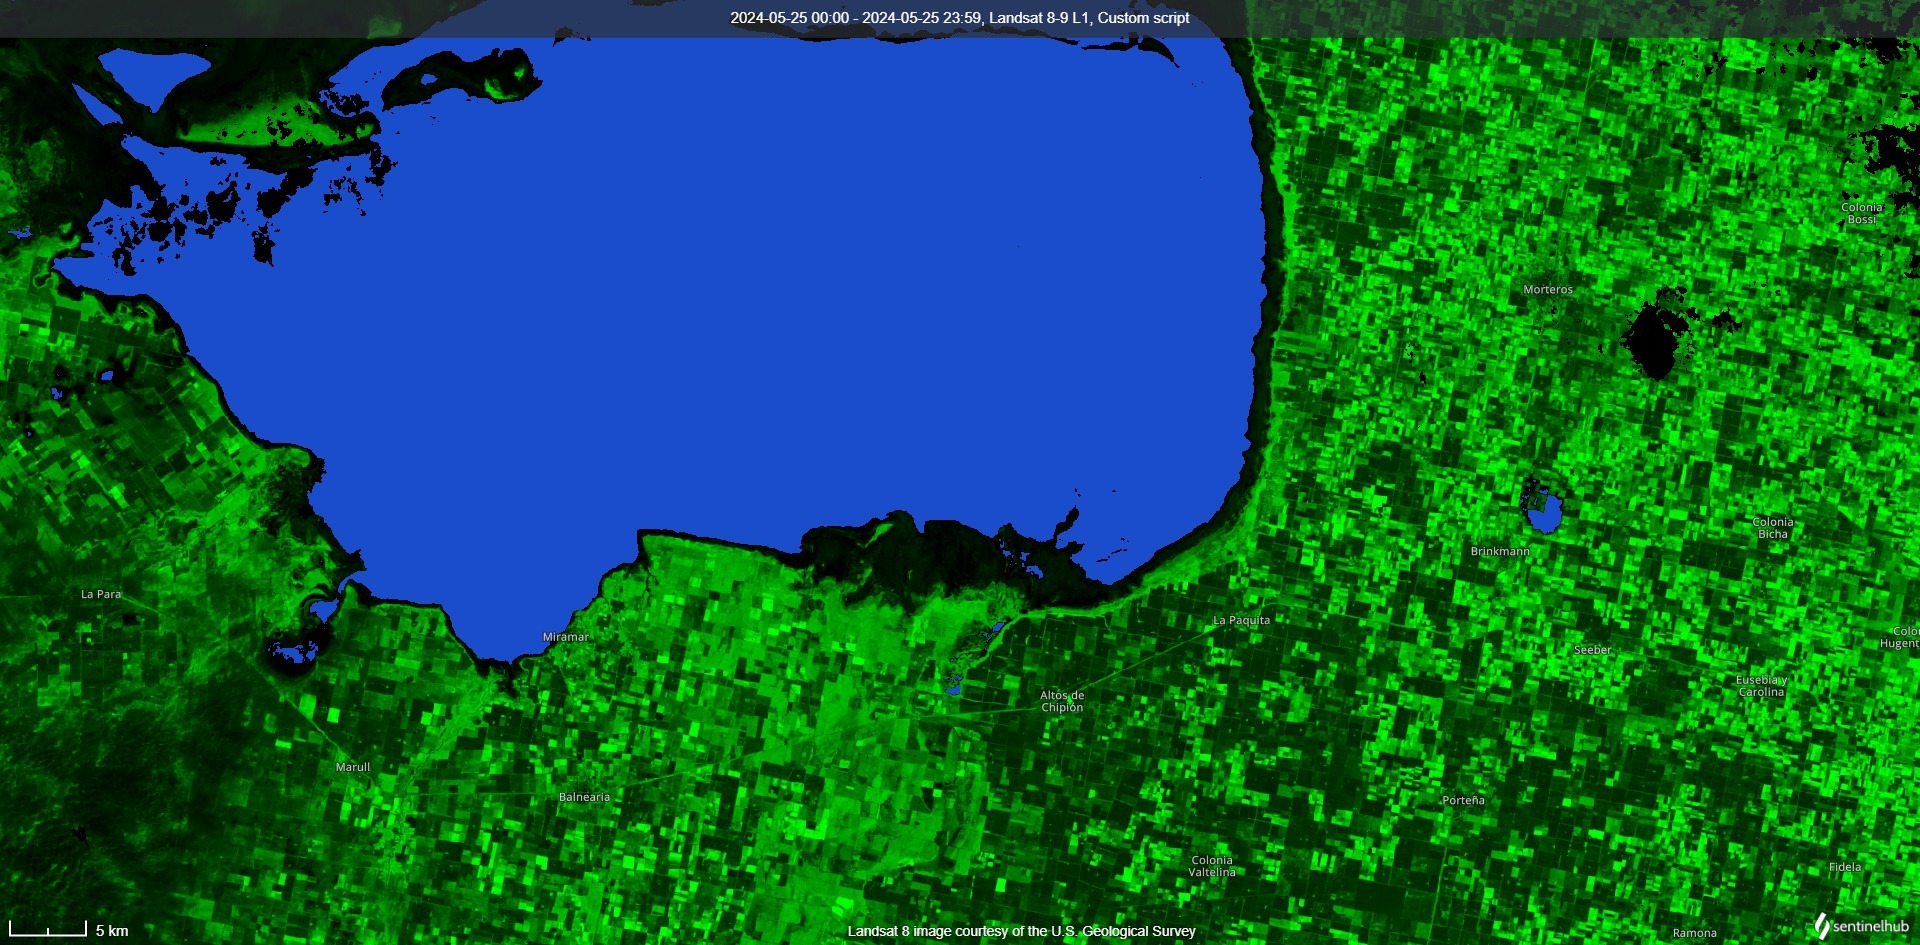 2024-05-25 00:00 - 2024-05-25 23:59, Landsat 8-9 L1, Custom script
Colonia
Bossi
Morteros
Colonia
Bicha
Brinkmann
La Para
La Paquita
Miramar
Colo
Hugent
Seeber
Eusebia y
Carolina
Altos de
Chipión
Marull
Balnearia
Porteña
Colonia
Valtelina
Fidela
5 km
Landsat 8 image courtesy of the U.S. Geological Survey
sentinelhub
Ramona